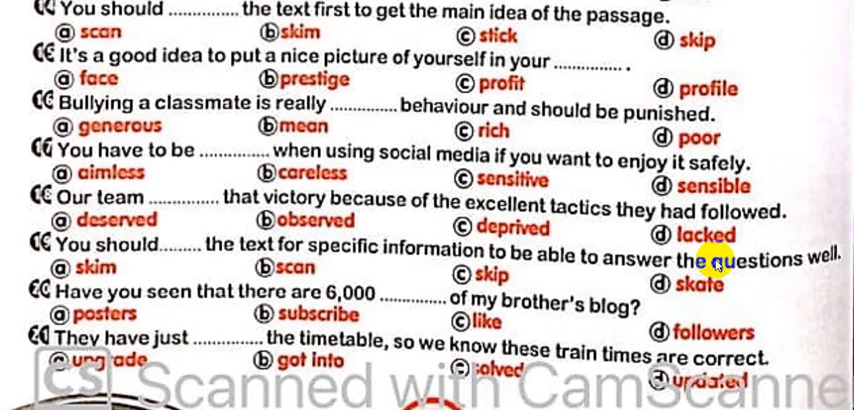 You should .............. the text first to get the main idea of the passage.
ⓐ scan ⓑ skim ⓒ stick ⓓ skip
It's a good idea to put a nice picture of yourself in your .............. .
ⓐ face ⓑ prestige ⓒ profit ⓓ profile
Bullying a classmate is really .............. behaviour and should be punished.
ⓐ generous ⓑ mean ⓒ rich ⓓ poor
You have to be .............. when using social media if you want to enjoy it safely.
ⓐ aimless ⓑ careless ⓒ sensitive ⓓ sensible
Our team .............. that victory because of the excellent tactics they had followed.
ⓐ deserved ⓑ observed ⓒ deprived ⓓ lacked
You should......... the text for specific information to be able to answer the questions well.
ⓐ skim ⓑ scan ⓒ skip ⓓ skate
Have you seen that there are 6,000 .............. of my brother's blog?
ⓐ posters ⓑ subscribe ⓒ like ⓓ followers
They have just .............. the timetable, so we know these train times are correct.
ⓐ upgrade ⓑ got into ⓒ solved ⓓ updated
CS Scanned with CamScanne